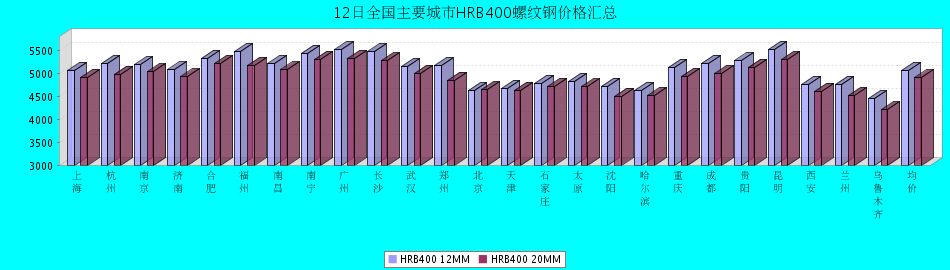 12日全国主要城市HRB400螺纹钢价格汇总
5500
5000
4500
4000
3500
3000
上海 杭州 南京 济南 合肥 福州 南昌 南宁 广州 长沙 武汉 郑州 北京 天津 石家庄 太原 沈阳 哈尔滨 重庆 成都 贵阳 昆明 西安 兰州 乌鲁木齐 均价
HRB400 12MM HRB400 20MM